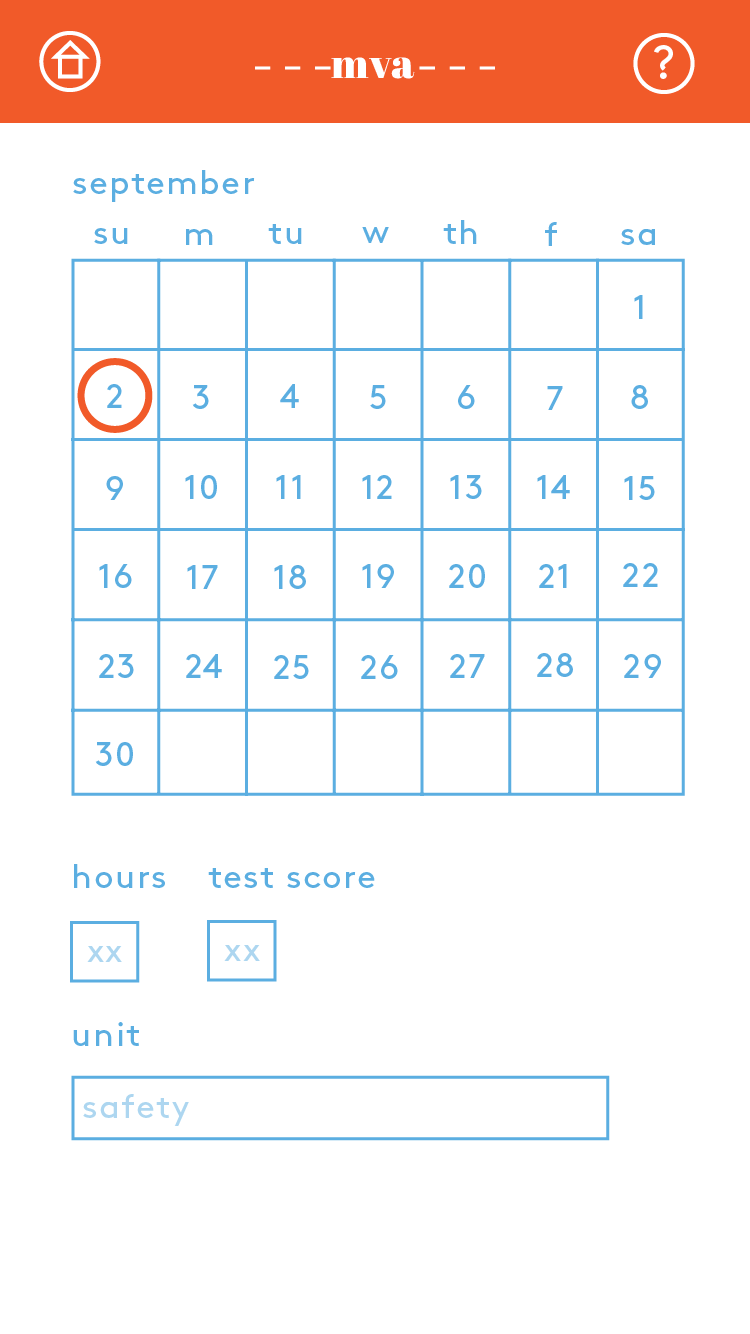 - - -mva- - -
?
september
su m tu w th f sa
1
2 3 4 5 6 7 8
9 10 11 12 13 14 15
16 17 18 19 20 21 22
23 24 25 26 27 28 29
30
hours test score
xx xx
unit
safety